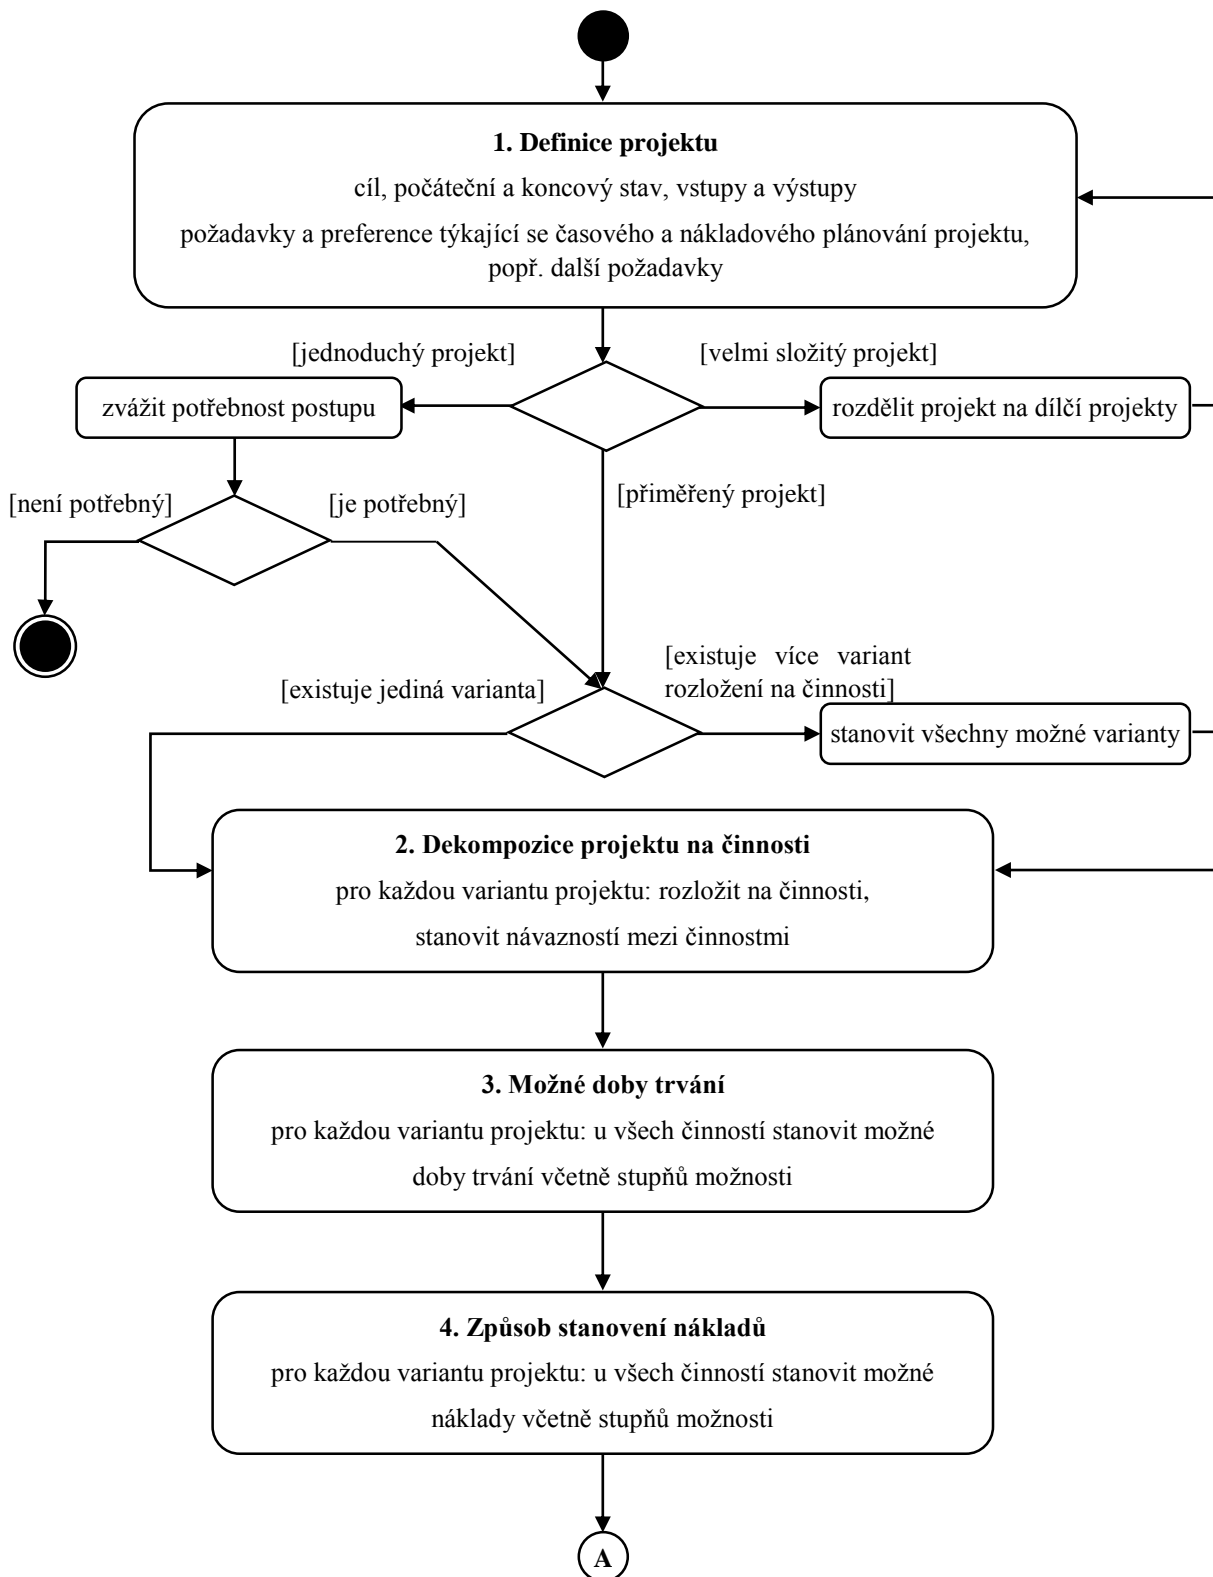 1. Definice projektu
cíl, počáteční a koncový stav, vstupy a výstupy
požadavky a preference týkající se časového a nákladového plánování projektu,
popř. další požadavky
[jednoduchý projekt]
[velmi složitý projekt]
zvážit potřebnost postupu
rozdělit projekt na dílčí projekty
[není potřebný]
[je potřebný]
[přiměřený projekt]
[existuje jediná varianta]
[existuje více variant
rozložení na činnosti]
stanovit všechny možné varianty
2. Dekompozice projektu na činnosti
pro každou variantu projektu: rozložit na činnosti,
stanovit návazností mezi činnostmi
3. Možné doby trvání
pro každou variantu projektu: u všech činností stanovit možné
doby trvání včetně stupňů možnosti
4. Způsob stanovení nákladů
pro každou variantu projektu: u všech činností stanovit možné
náklady včetně stupňů možnosti
A